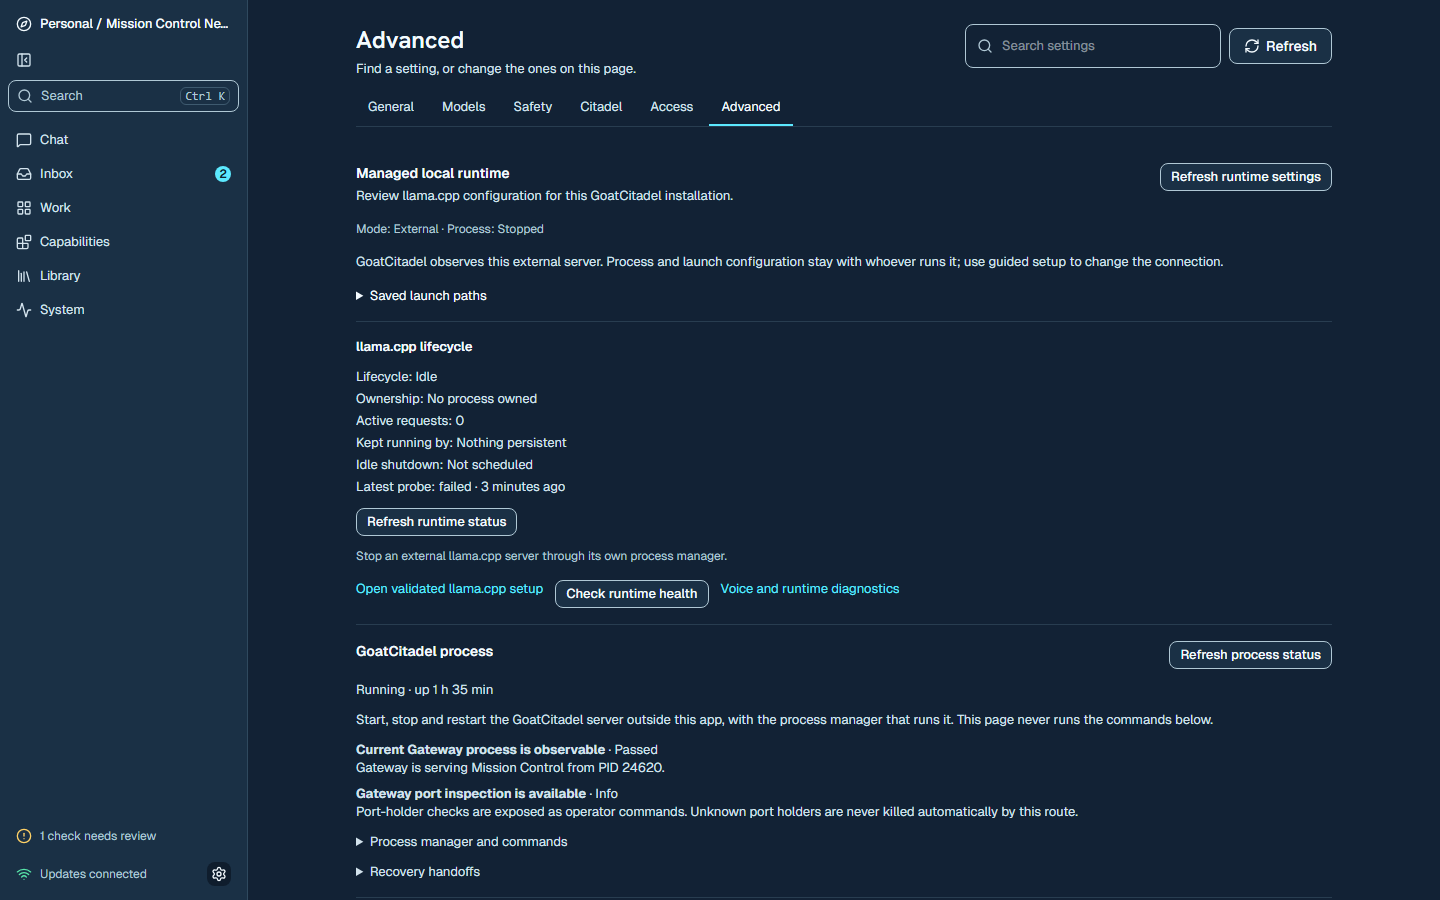 Personal / Mission Control Ne...
Search
Ctrl K
Chat
Inbox
2
Work
Capabilities
Library
System
1 check needs review
Updates connected
Advanced
Find a setting, or change the ones on this page.
Search settings
Refresh
General
Models
Safety
Citadel
Access
Advanced
Managed local runtime
Review llama.cpp configuration for this GoatCitadel installation.
Refresh runtime settings
Mode: External · Process: Stopped
GoatCitadel observes this external server. Process and launch configuration stay with whoever runs it; use guided setup to change the connection.
Saved launch paths
llama.cpp lifecycle
Lifecycle: Idle
Ownership: No process owned
Active requests: 0
Kept running by: Nothing persistent
Idle shutdown: Not scheduled
Latest probe: failed · 3 minutes ago
Refresh runtime status
Stop an external llama.cpp server through its own process manager.
Open validated llama.cpp setup
Check runtime health
Voice and runtime diagnostics
GoatCitadel process
Refresh process status
Running · up 1 h 35 min
Start, stop and restart the GoatCitadel server outside this app, with the process manager that runs it. This page never runs the commands below.
Current Gateway process is observable · Passed
Gateway is serving Mission Control from PID 24620.
Gateway port inspection is available · Info
Port-holder checks are exposed as operator commands. Unknown port holders are never killed automatically by this route.
Process manager and commands
Recovery handoffs